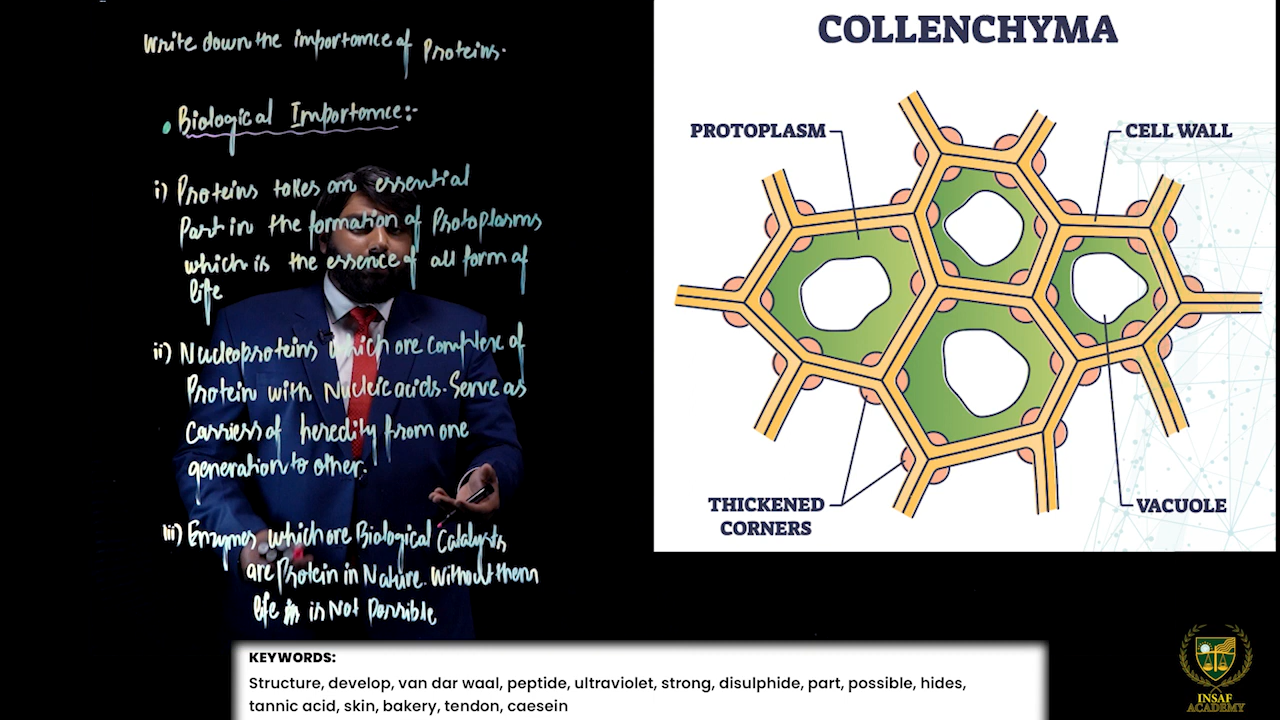 Write down the importance of Proteins.
Biological Importance:-
i) Proteins takes an essential
Part in the formation of Protoplasms
which is the essence of all form of
life
ii) Nucleoproteins which are complex of
Protein with Nucleic acids. Serve as
carriers of heredity from one
generation to other.
iii) Enzymes which are Biological Catalysts
are Protein in Nature. Without them
life is is Not Possible
COLLENCHYMA
PROTOPLASM
CELL WALL
THICKENED
CORNERS
VACUOLE
KEYWORDS:
Structure, develop, van dar waal, peptide, ultraviolet, strong, disulphide, part, possible, hides,
tannic acid, skin, bakery, tendon, caesein
INSAF
ACADEMY